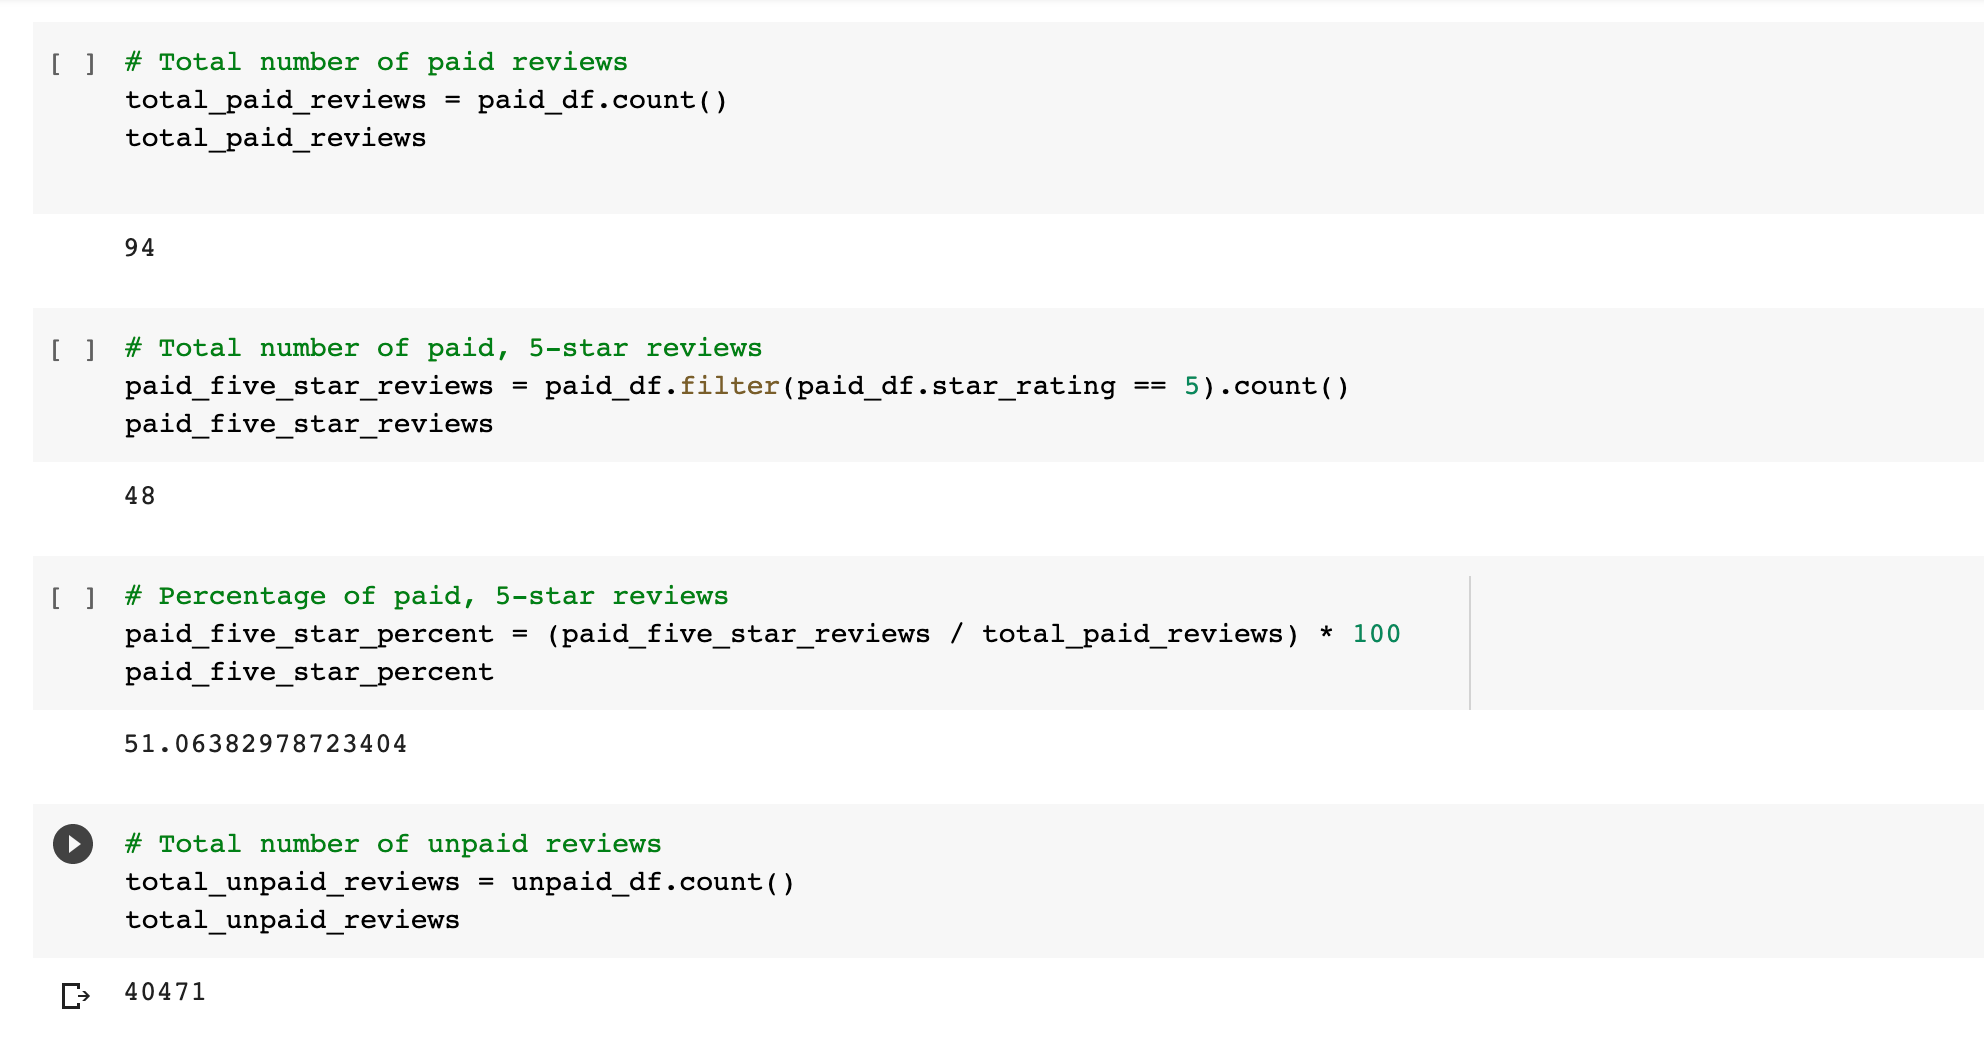 [ ] # Total number of paid reviews
total_paid_reviews = paid_df.count()
total_paid_reviews
94
[ ] # Total number of paid, 5-star reviews
paid_five_star_reviews = paid_df.filter(paid_df.star_rating == 5).count()
paid_five_star_reviews
48
[ ] # Percentage of paid, 5-star reviews
paid_five_star_percent = (paid_five_star_reviews / total_paid_reviews) * 100
paid_five_star_percent
51.06382978723404
# Total number of unpaid reviews
total_unpaid_reviews = unpaid_df.count()
total_unpaid_reviews
40471